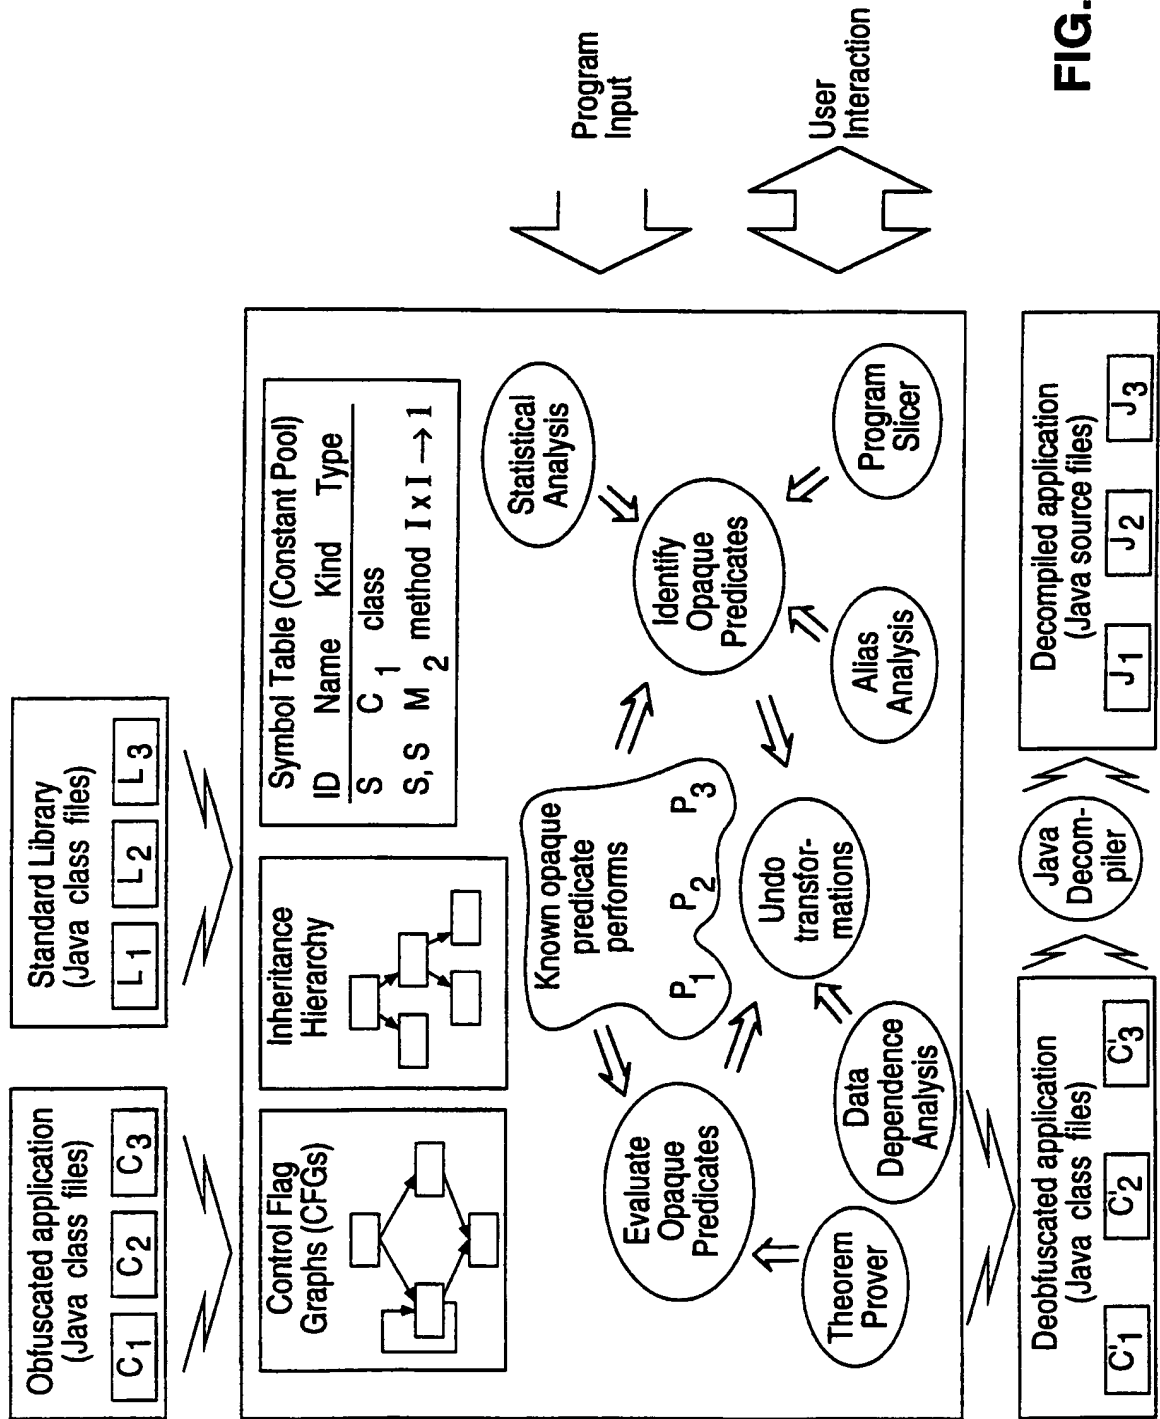 Obfuscated application
(Java class files)
C1 C2 C3
Standard Library
(Java class files)
L1 L2 L3
Control Flag
Graphs (CFGs)
Inheritance
Hierarchy
Symbol Table (Constant Pool)
ID Name Kind Type
S C1 class
S, S M2 method I x I → 1
Known opaque
predicate
performs
P1 P2 P3
Statistical
Analysis
Evaluate
Opaque
Predicates
Identify
Opaque
Predicates
Undo
transfor-
mations
Theorem
Prover
Data
Dependence
Analysis
Alias
Analysis
Program
Slicer
Program
Input
User
Interaction
Deobfuscated application
(Java class files)
C'1 C'2 C'3
Java
Decom-
piler
Decompiled application
(Java source files)
J1 J2 J3
FIG.